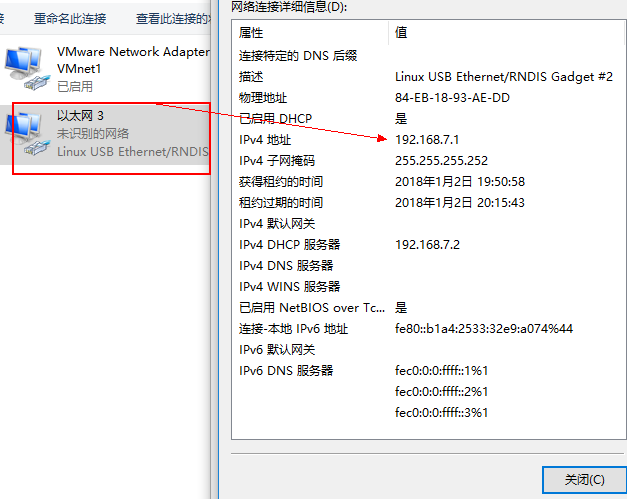 接
重命名此连接
查看此连接的
VMware Network Adapter
VMnet1
已启用
以太网 3
未识别的网络
Linux USB Ethernet/RNDIS
网络连接详细信息(D):
属性
值
连接特定的 DNS 后缀
描述
Linux USB Ethernet/RNDIS Gadget #2
物理地址
84-EB-18-93-AE-DD
已启用 DHCP
是
IPv4 地址
192.168.7.1
IPv4 子网掩码
255.255.255.252
获得租约的时间
2018年1月2日 19:50:58
租约过期的时间
2018年1月2日 20:15:43
IPv4 默认网关
IPv4 DHCP 服务器
192.168.7.2
IPv4 DNS 服务器
IPv4 WINS 服务器
已启用 NetBIOS over Tc...
是
连接-本地 IPv6 地址
fe80::b1a4:2533:32e9:a074%44
IPv6 默认网关
IPv6 DNS 服务器
fec0:0:0:ffff::1%1
fec0:0:0:ffff::2%1
fec0:0:0:ffff::3%1
关闭(C)